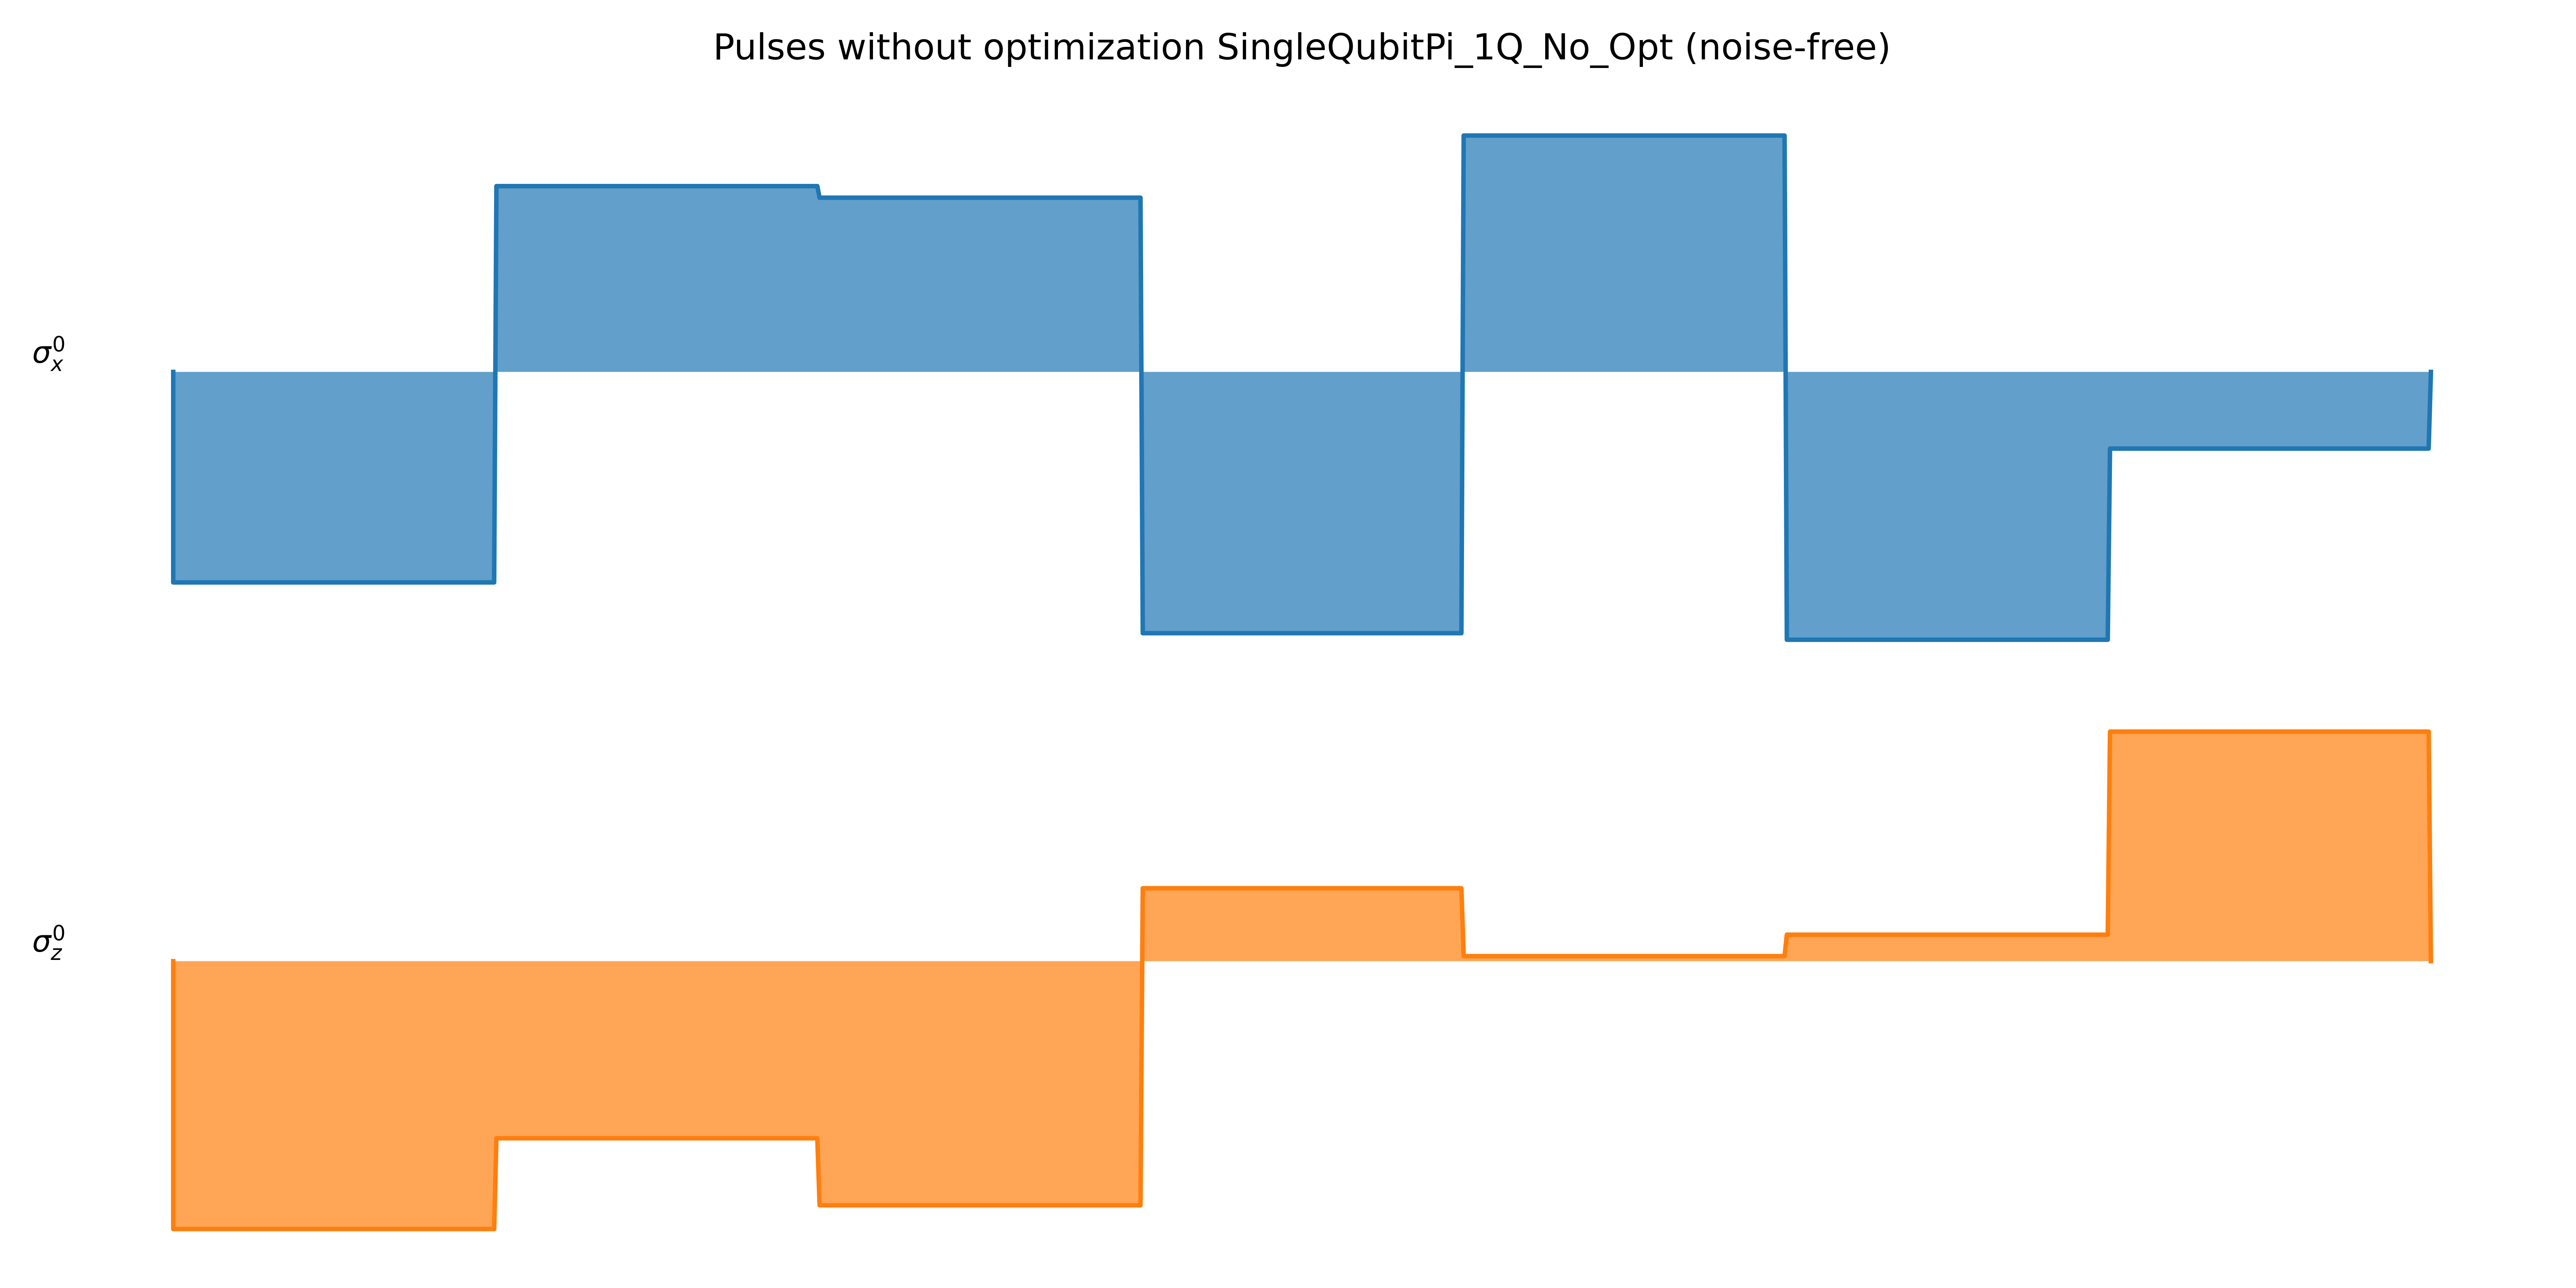 Pulses without optimization SingleQubitPi_1Q_No_Opt (noise-free)
σ_x^0
σ_z^0